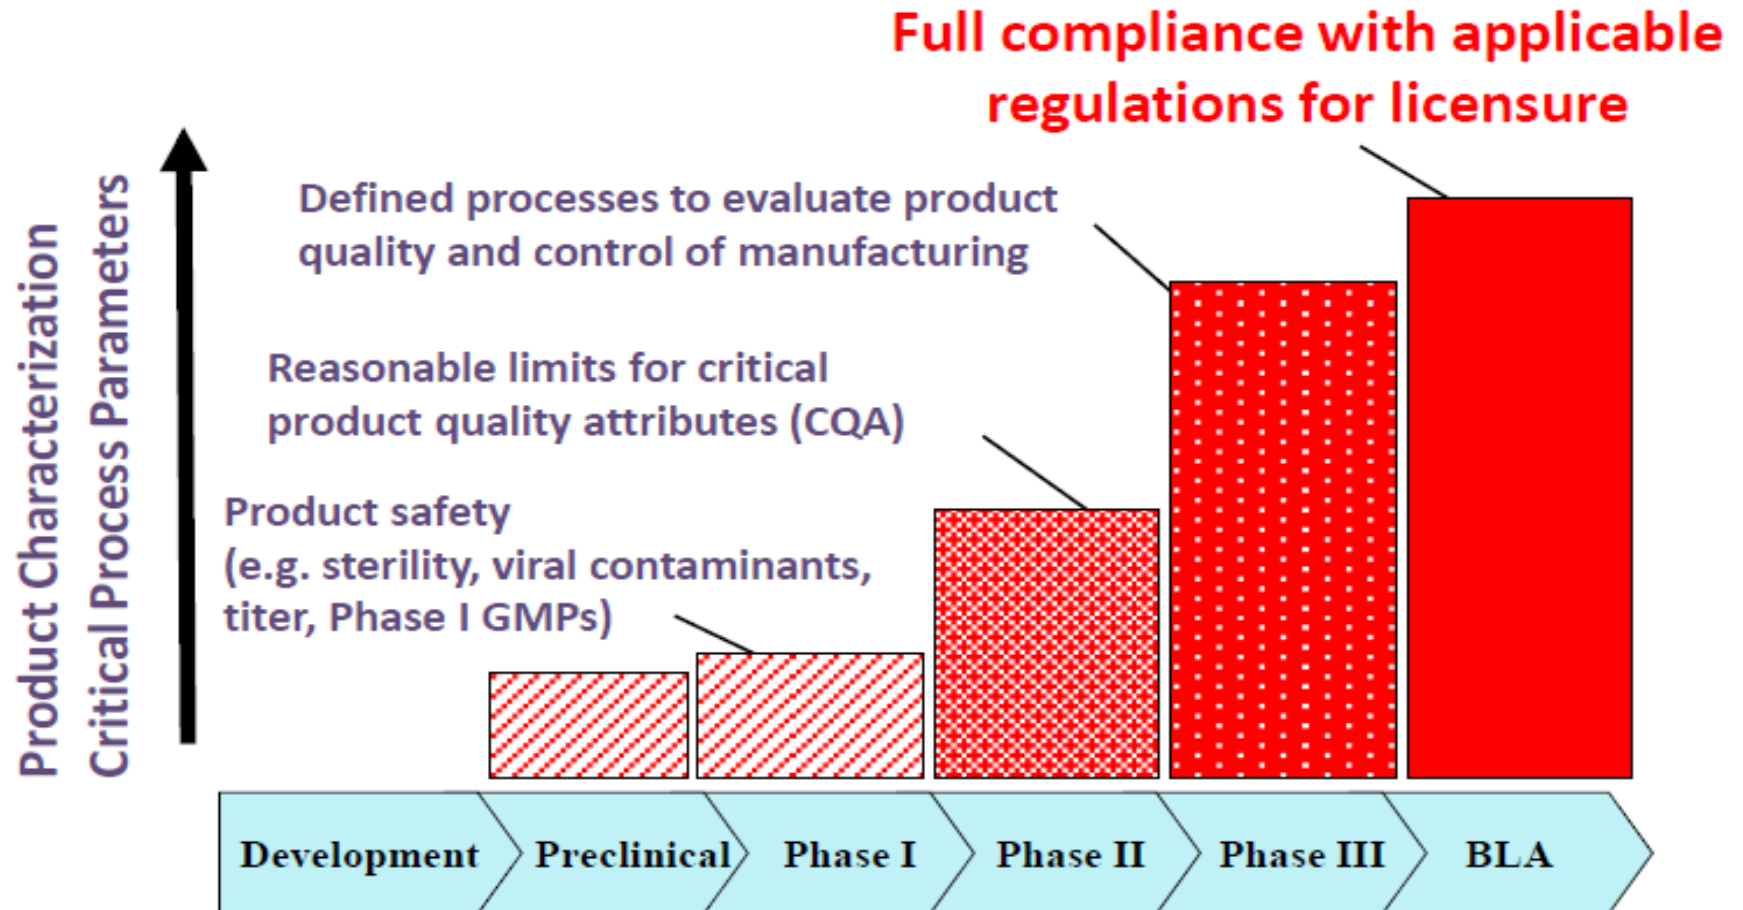 Full compliance with applicable
regulations for licensure
Product Characterization
Critical Process Parameters
Defined processes to evaluate product
quality and control of manufacturing
Reasonable limits for critical
product quality attributes (CQA)
Product safety
(e.g. sterility, viral contaminants,
titer, Phase I GMPs)
Development
Preclinical
Phase I
Phase II
Phase III
BLA